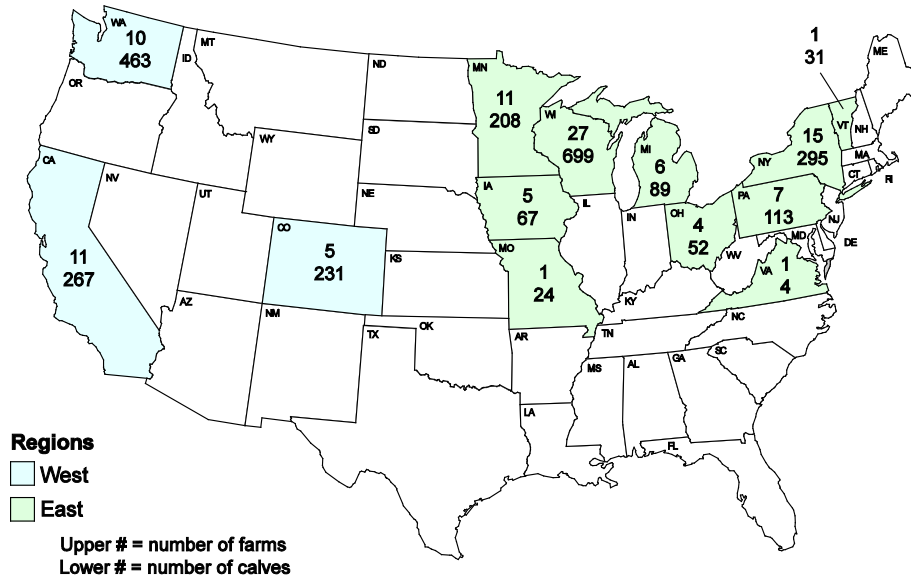 WA
10
463
MT
ID
OR
ND
MN
11
208
SD
WY
WI
27
699
MI
6
89
1
31
ME
VT
NH
NY
15
295
MA
CT
RI
CA
11
267
NV
UT
CO
5
231
NE
IA
5
67
IL
IN
OH
4
52
PA
7
113
NJ
MD
DE
WV
VA
1
4
KS
MO
1
24
KY
AZ
NM
TX
OK
AR
TN
NC
SC
MS
AL
GA
LA
FL
Regions
West
East
Upper # = number of farms
Lower # = number of calves